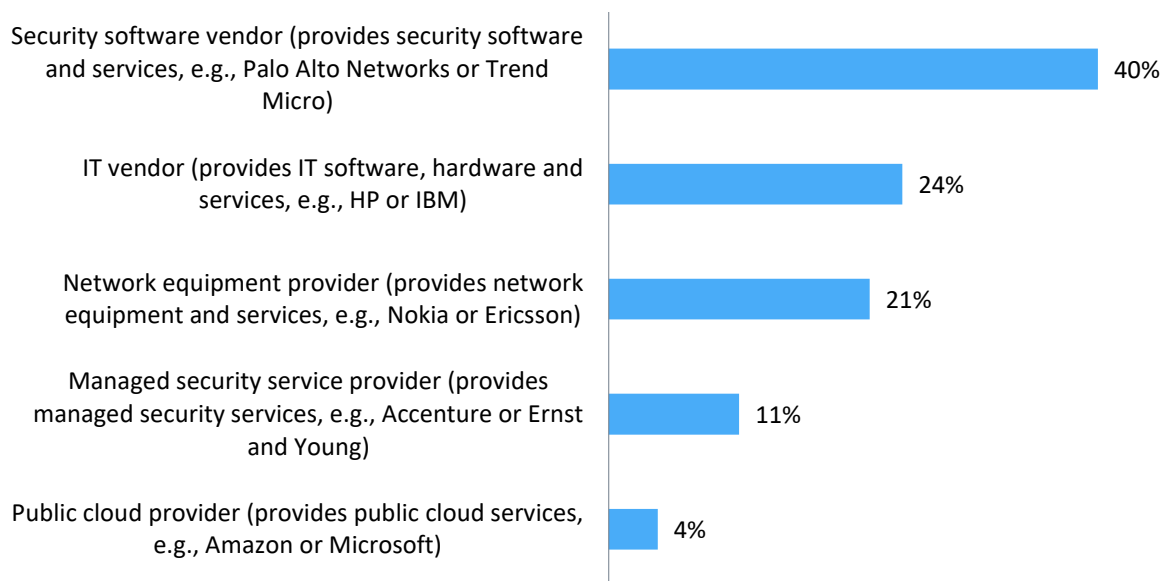 Security software vendor (provides security software
and services, e.g., Palo Alto Networks or Trend
Micro)
40%
IT vendor (provides IT software, hardware and
services, e.g., HP or IBM)
24%
Network equipment provider (provides network
equipment and services, e.g., Nokia or Ericsson)
21%
Managed security service provider (provides
managed security services, e.g., Accenture or Ernst
and Young)
11%
Public cloud provider (provides public cloud services,
e.g., Amazon or Microsoft)
4%